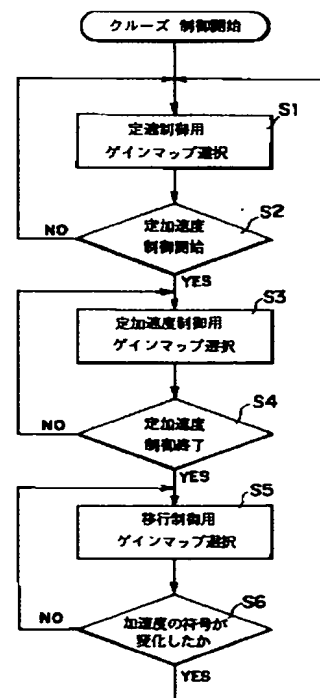 クルーズ 制御開始
S1
定速制御用
ゲインマップ選択
S2
定加速度
制御開始
NO
YES
S3
定加速度制御用
ゲインマップ選択
S4
定加速度
制御終了
NO
YES
S5
移行制御用
ゲインマップ選択
S6
加速度の符号が
変化したか
NO
YES